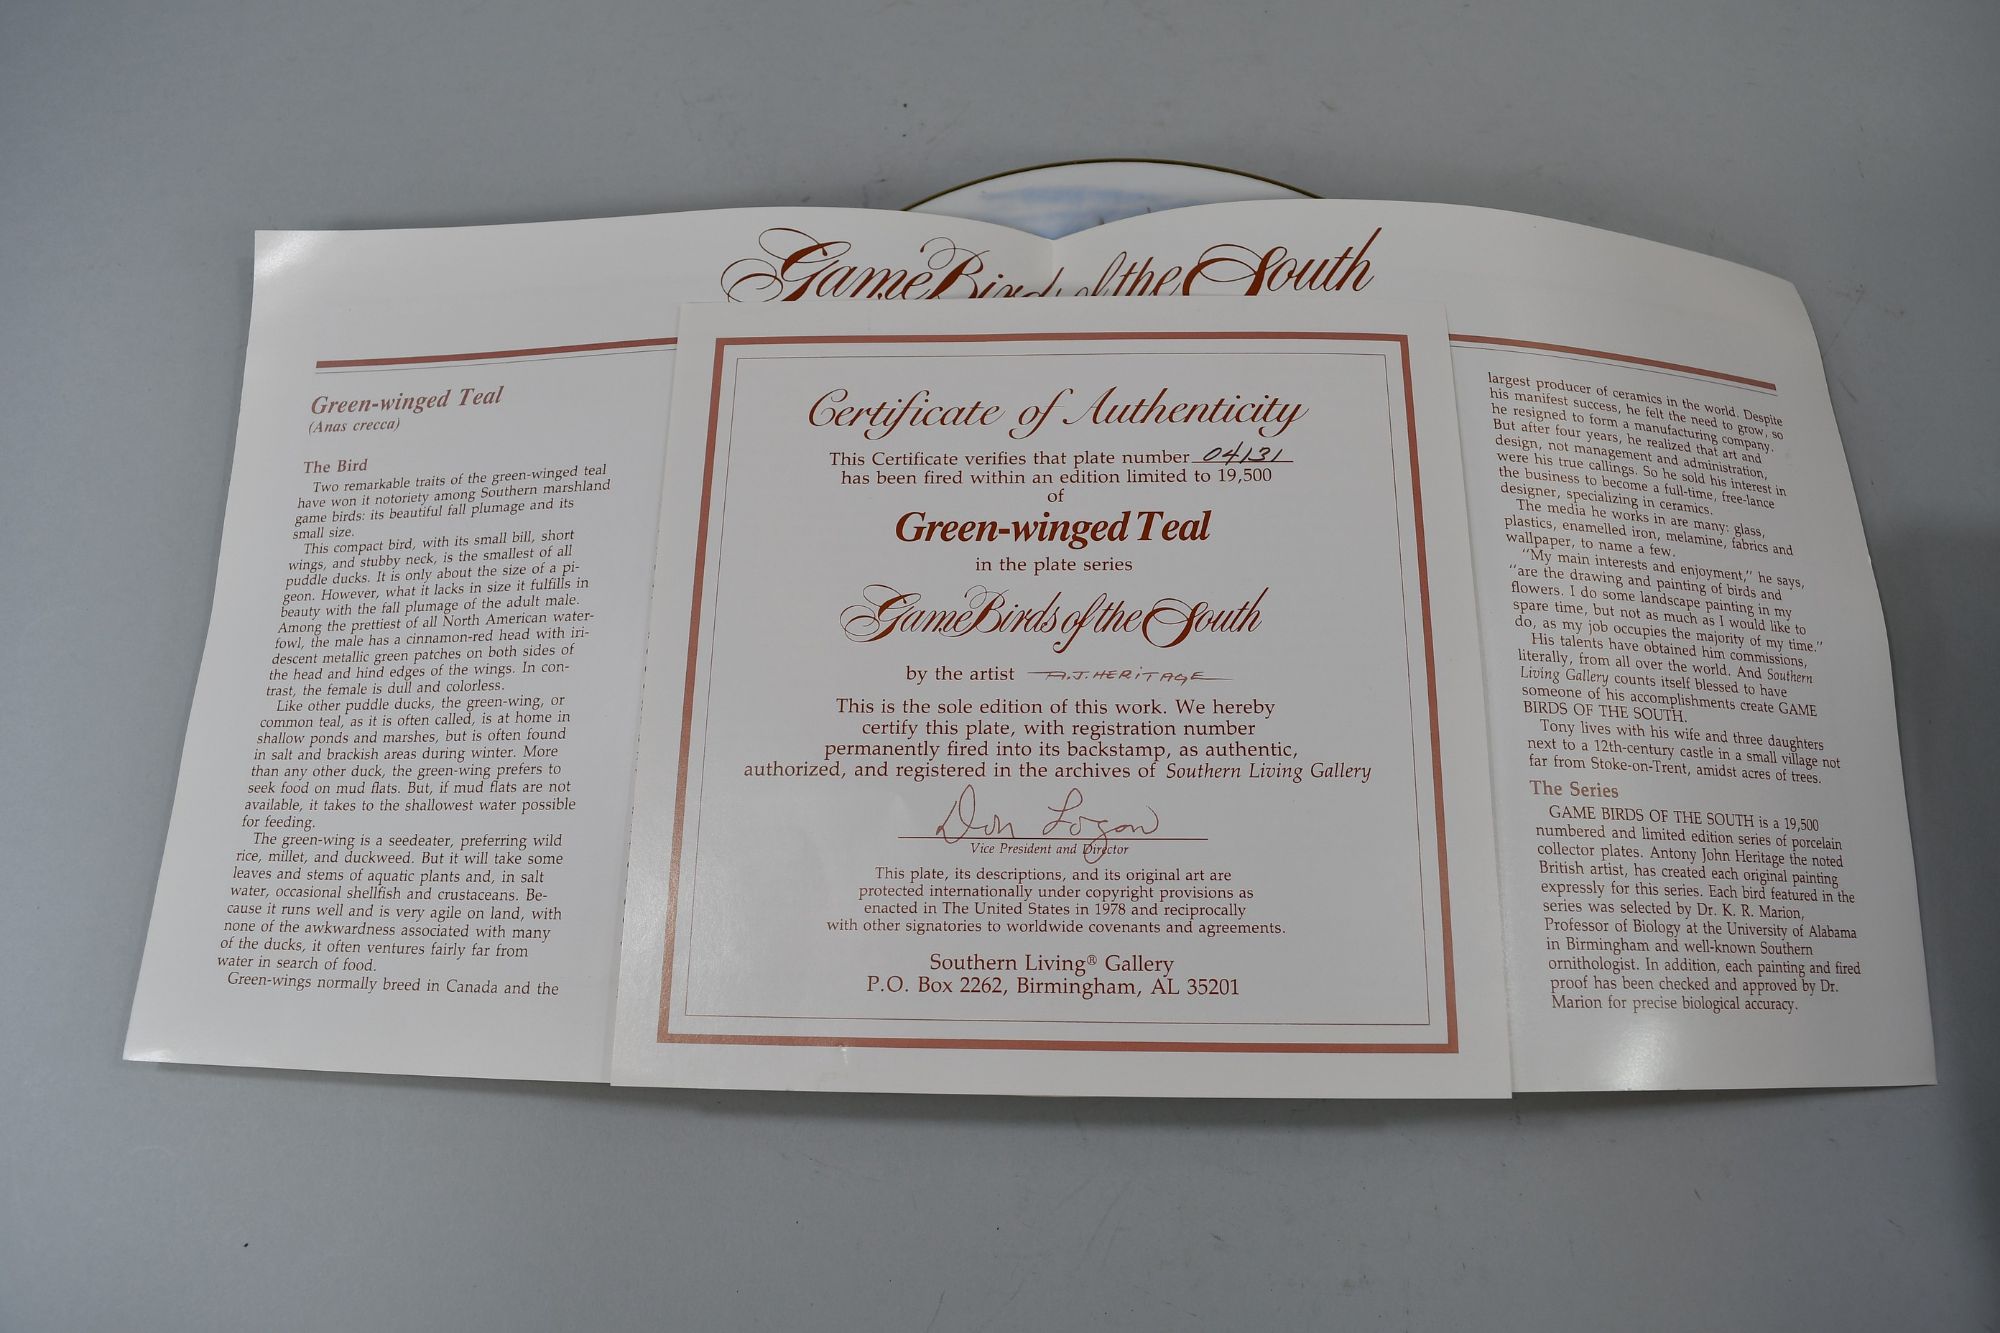 Game Birds of the South
Green-winged Teal
(Anas crecca)
The Bird
Two remarkable traits of the green-winged teal
have won it notoriety among Southern marshland
game birds: its beautiful fall plumage and its
small size.
This compact bird, with its small bill, short
wings, and stubby neck, is the smallest of all
puddle ducks. It is only about the size of a pi-
geon. However, what it lacks in size it fulfills in
beauty with the fall plumage of the adult male.
Among the prettiest of all North American water-
fowl, the male has a cinnamon-red head with iri-
descent metallic green patches on both sides of
the head and hind edges of the wings. In con-
trast, the female is dull and colorless.
Like other puddle ducks, the green-wing, or
common teal, as it is often called, is at home in
shallow ponds and marshes, but is often found
in salt and brackish areas during winter. More
than any other duck, the green-wing prefers to
seek food on mud flats. But, if mud flats are not
available, it takes to the shallowest water possible
for feeding.
The green-wing is a seedeater, preferring wild
rice, millet, and duckweed. But it will take some
leaves and stems of aquatic plants and, in salt
water, occasional shellfish and crustaceans. Be-
cause it runs well and is very agile on land, with
none of the awkwardness associated with many
of the ducks, it often ventures fairly far from
water in search of food.
Green-wings normally breed in Canada and the
Certificate of Authenticity
This Certificate verifies that plate number 04131
has been fired within an edition limited to 19,500
of
Green-winged Teal
in the plate series
Game Birds of the South
by the artist A.J. HERITAGE
This is the sole edition of this work. We hereby
certify this plate, with registration number
permanently fired into its backstamp, as authentic,
authorized, and registered in the archives of Southern Living Gallery
Don Logan
Vice President and Director
This plate, its descriptions, and its original art are
protected internationally under copyright provisions as
enacted in The United States in 1978 and reciprocally
with other signatories to worldwide covenants and agreements.
Southern Living® Gallery
P.O. Box 2262, Birmingham, AL 35201
largest producer of ceramics in the world. Despite
his manifest success, he felt the need to grow, so
he resigned to form a manufacturing company.
But after four years, he realized that art and
design, not management and administration,
were his true callings. So he sold his interest in
the business to become a full-time, free-lance
designer, specializing in ceramics.
The media he works in are many: glass,
plastics, enamelled iron, melamine, fabrics and
wallpaper, to name a few.
"My main interests and enjoyment," he says,
"are the drawing and painting of birds and
flowers. I do some landscape painting in my
spare time, but not as much as I would like to
do, as my job occupies the majority of my time."
His talents have obtained him commissions,
literally, from all over the world. And Southern
Living Gallery counts itself blessed to have
someone of his accomplishments create GAME
BIRDS OF THE SOUTH.
Tony lives with his wife and three daughters
next to a 12th-century castle in a small village not
far from Stoke-on-Trent, amidst acres of trees.
The Series
GAME BIRDS OF THE SOUTH is a 19,500
numbered and limited edition series of porcelain
collector plates. Antony John Heritage the noted
British artist, has created each original painting
expressly for this series. Each bird featured in the
series was selected by Dr. K. R. Marion,
Professor of Biology at the University of Alabama
in Birmingham and well-known Southern
ornithologist. In addition, each painting and fired
proof has been checked and approved by Dr.
Marion for precise biological accuracy.